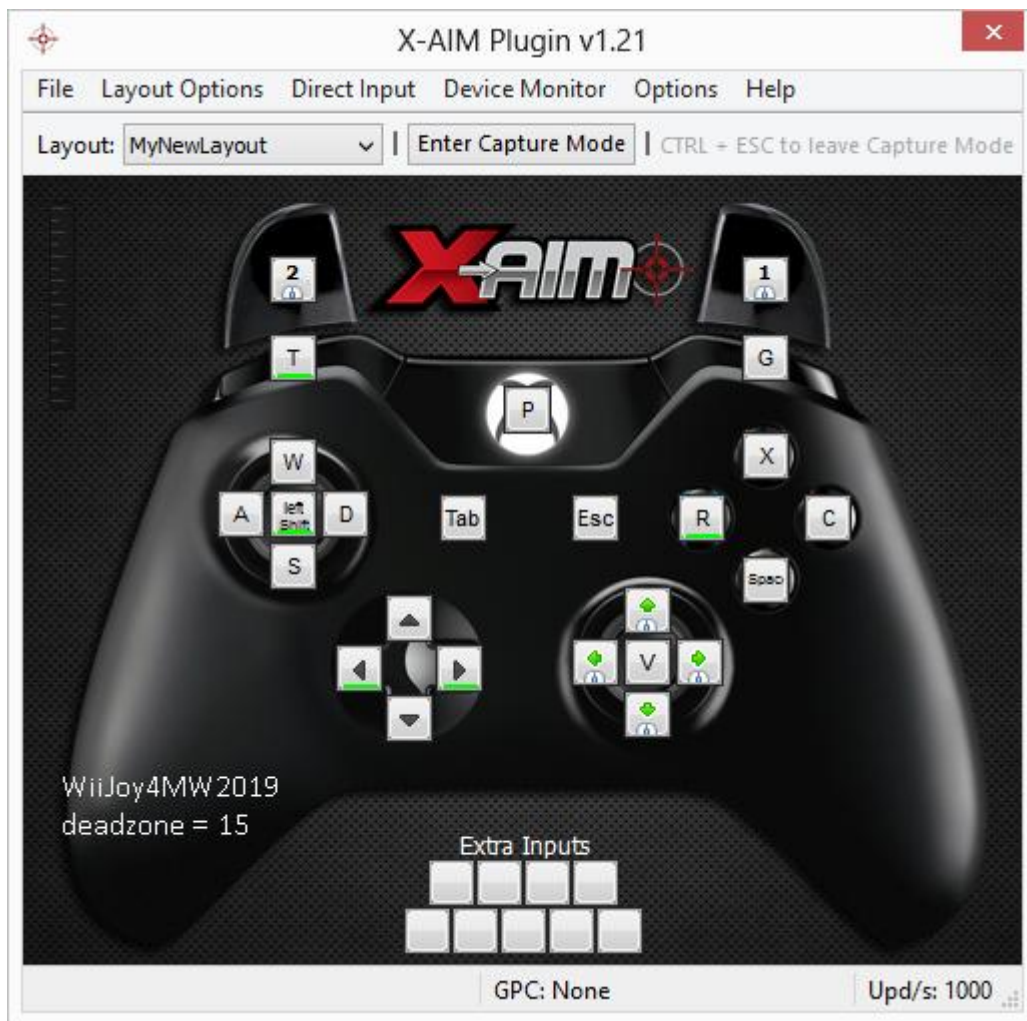 X-AIM Plugin v1.21
File Layout Options Direct Input Device Monitor Options Help
Layout: MyNewLayout Enter Capture Mode CTRL + ESC to leave Capture Mode
X-AIM
2 1
T G
P
W X
A left Shift D Tab Esc R C
S Spac
V
WiiJoy4MW2019
deadzone = 15
Extra Inputs
GPC: None Upd/s: 1000